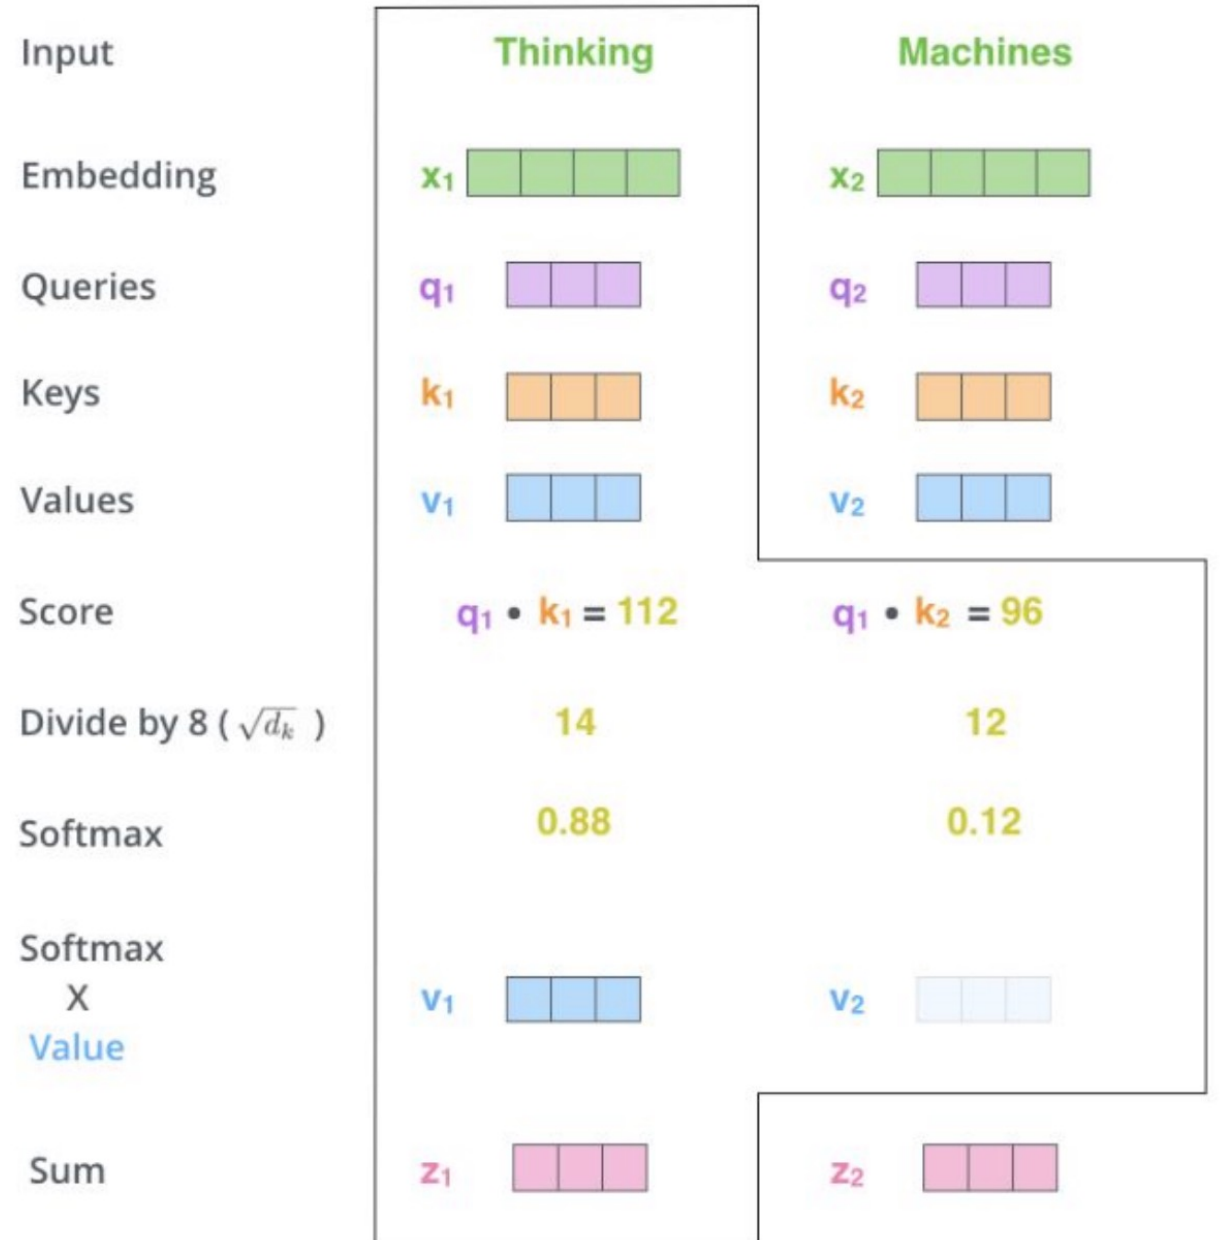 Input Thinking Machines
Embedding x₁ x₂
Queries q₁ q₂
Keys k₁ k₂
Values v₁ v₂
Score q₁ • k₁ = 112 q₁ • k₂ = 96
Divide by 8 ( √dₖ ) 14 12
Softmax 0.88 0.12
Softmax
X v₁ v₂
Value
Sum z₁ z₂